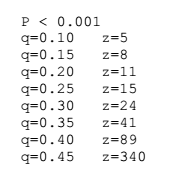 P < 0.001
q=0.10   z=5
q=0.15   z=8
q=0.20   z=11
q=0.25   z=15
q=0.30   z=24
q=0.35   z=41
q=0.40   z=89
q=0.45   z=340